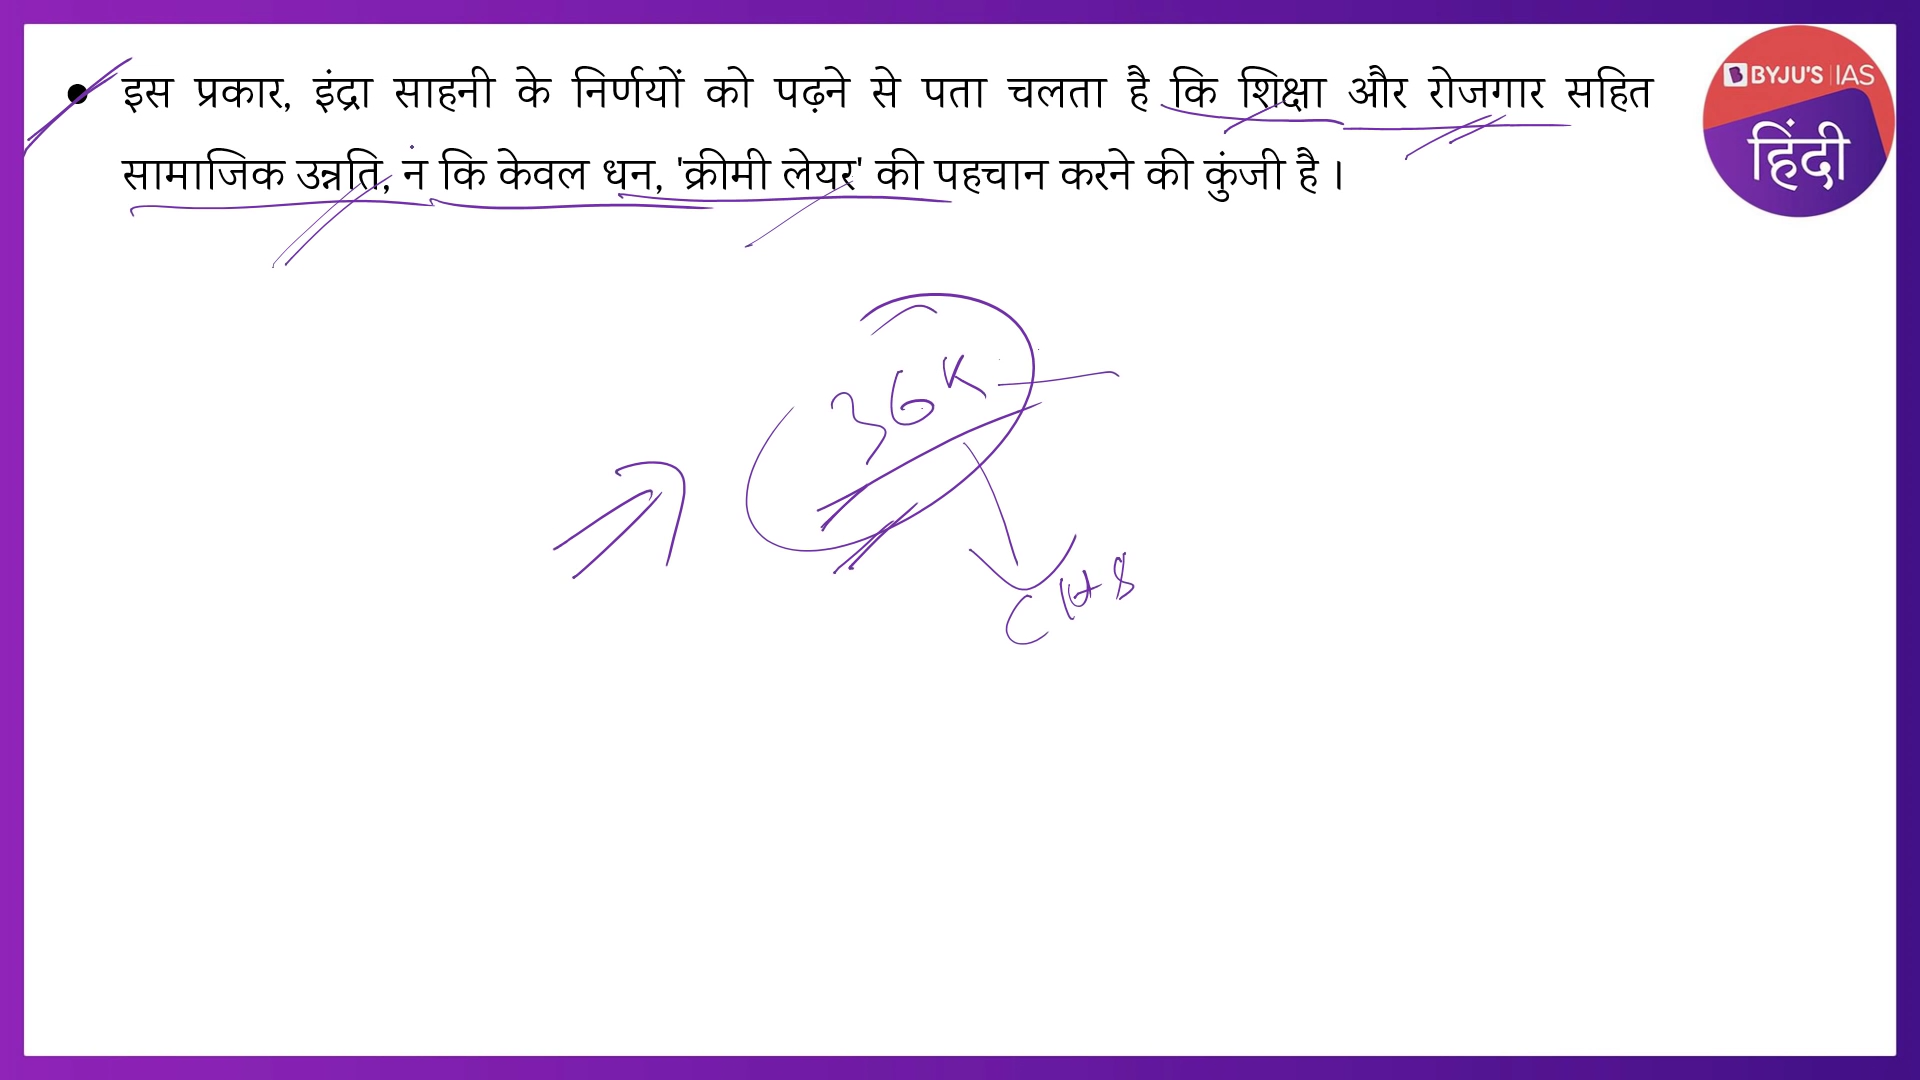 इस प्रकार, इंद्रा साहनी के निर्णयों को पढ़ने से पता चलता है कि शिक्षा और रोजगार सहित
सामाजिक उन्नति, न कि केवल धन, 'क्रीमी लेयर' की पहचान करने की कुंजी है ।
BYJU'S IAS
हिंदी
36K